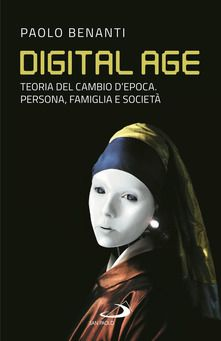 PAOLO BENANTI
DIGITAL AGE
TEORIA DEL CAMBIO D'EPOCA.
PERSONA, FAMIGLIA E SOCIETÀ
SAN PAOLO